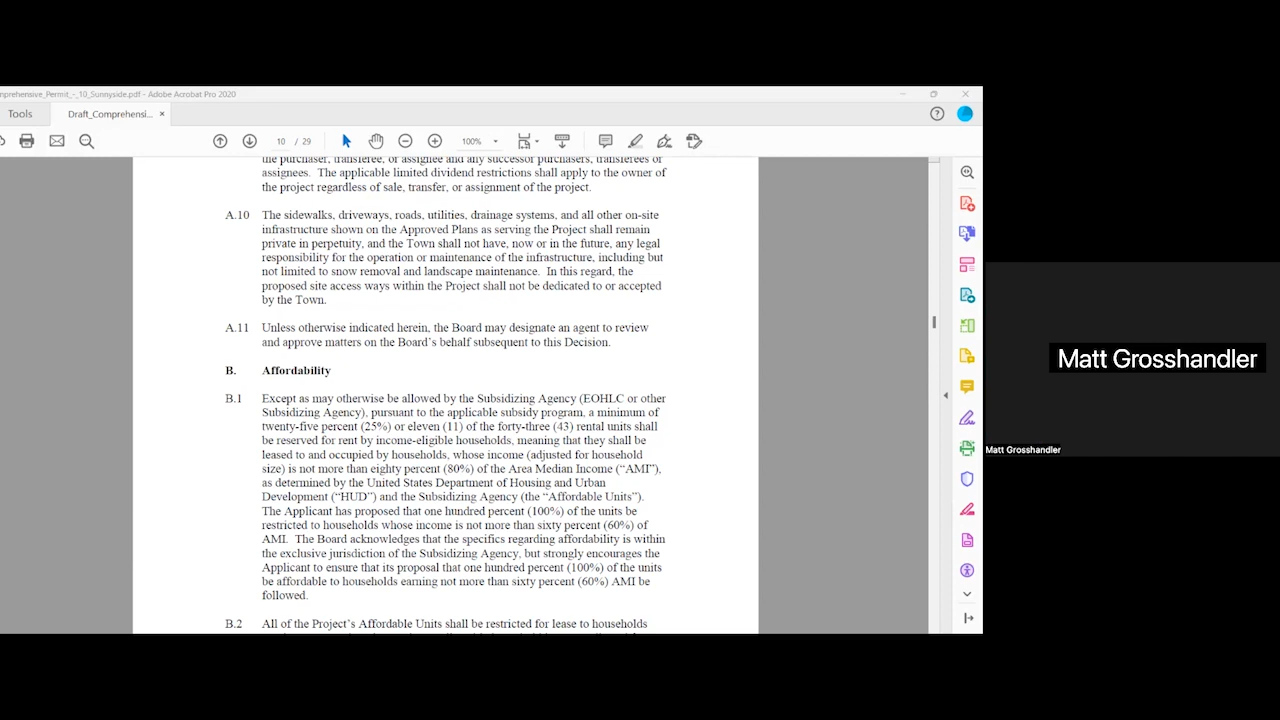 nprehensive_Permit_-_10_Sunnyside.pdf - Adobe Acrobat Pro 2020
Tools
Draft_Comprehensi... ×
10 / 29
100%
the purchaser, transferee, or assignee and any successor purchasers, transferees or
assignees. The applicable limited dividend restrictions shall apply to the owner of
the project regardless of sale, transfer, or assignment of the project.
A.10 The sidewalks, driveways, roads, utilities, drainage systems, and all other on-site
infrastructure shown on the Approved Plans as serving the Project shall remain
private in perpetuity, and the Town shall not have, now or in the future, any legal
responsibility for the operation or maintenance of the infrastructure, including but
not limited to snow removal and landscape maintenance. In this regard, the
proposed site access ways within the Project shall not be dedicated to or accepted
by the Town.
A.11 Unless otherwise indicated herein, the Board may designate an agent to review
and approve matters on the Board's behalf subsequent to this Decision.
B. Affordability
B.1 Except as may otherwise be allowed by the Subsidizing Agency (EOHLC or other
Subsidizing Agency), pursuant to the applicable subsidy program, a minimum of
twenty-five percent (25%) or eleven (11) of the forty-three (43) rental units shall
be reserved for rent by income-eligible households, meaning that they shall be
leased to and occupied by households, whose income (adjusted for household
size) is not more than eighty percent (80%) of the Area Median Income ("AMI"),
as determined by the United States Department of Housing and Urban
Development ("HUD") and the Subsidizing Agency (the "Affordable Units").
The Applicant has proposed that one hundred percent (100%) of the units be
restricted to households whose income is not more than sixty percent (60%) of
AMI. The Board acknowledges that the specifics regarding affordability is within
the exclusive jurisdiction of the Subsidizing Agency, but strongly encourages the
Applicant to ensure that its proposal that one hundred percent (100%) of the units
be affordable to households earning not more than sixty percent (60%) AMI be
followed.
B.2 All of the Project's Affordable Units shall be restricted for lease to households
Matt Grosshandler
Matt Grosshandler